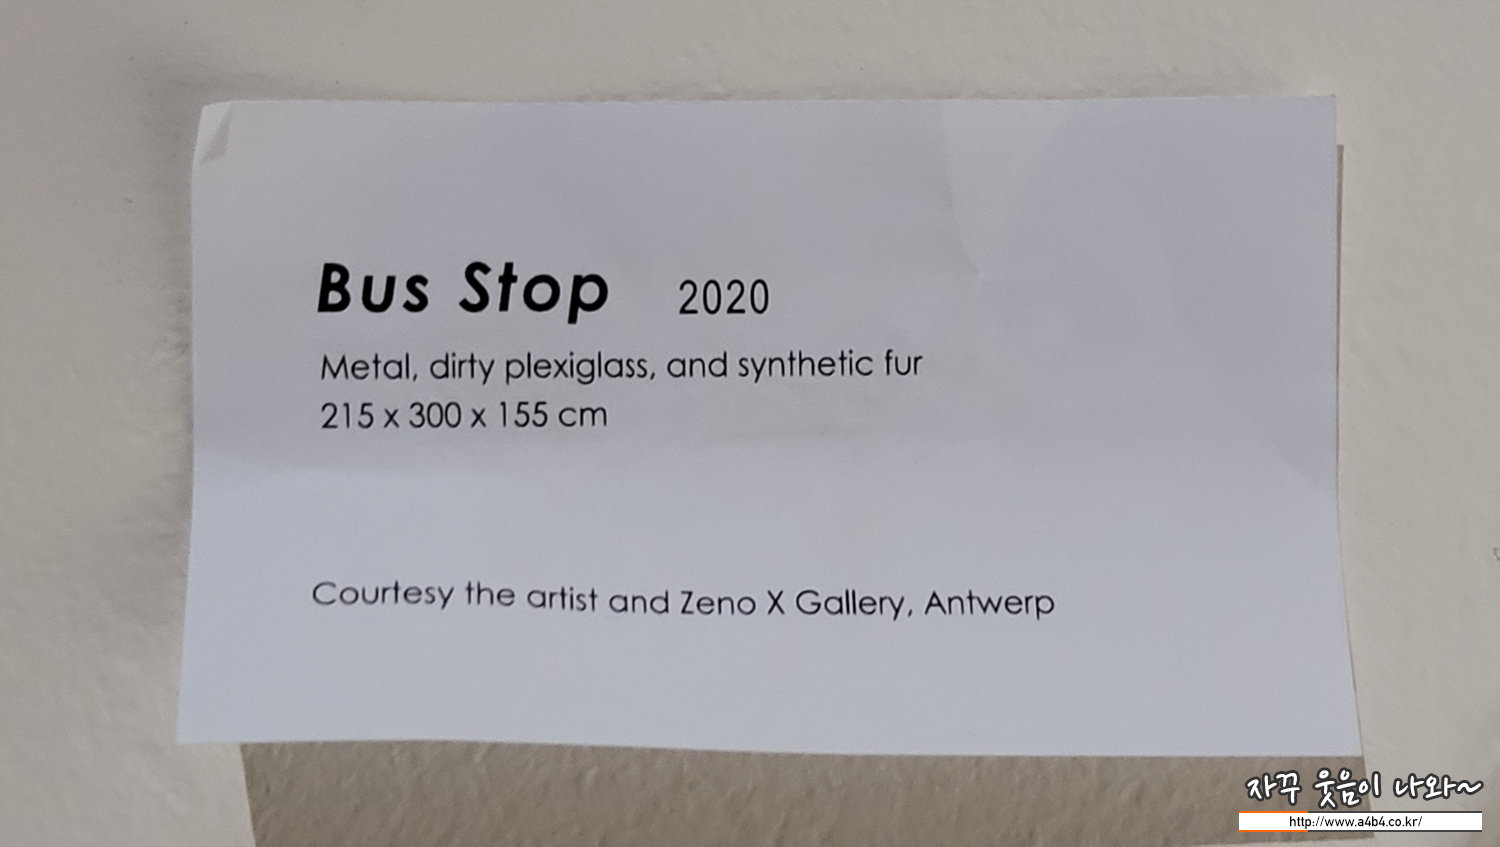 Bus Stop 2020
Metal, dirty plexiglass, and synthetic fur
215 x 300 x 155 cm
Courtesy the artist and Zeno X Gallery, Antwerp
자꾸 웃음이 나와~
http://www.a4b4.co.kr/